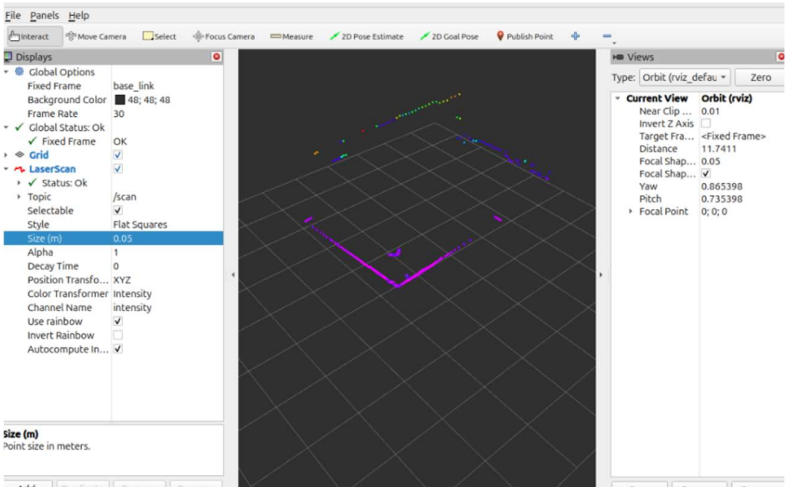 File Panels Help
Interact Move Camera Select Focus Camera Measure 2D Pose Estimate 2D Goal Pose Publish Point
Displays
Global Options
Fixed Frame base_link
Background Color 48; 48; 48
Frame Rate 30
Global Status: Ok
Fixed Frame OK
Grid
LaserScan
Status: Ok
Topic /scan
Selectable
Style Flat Squares
Size (m) 0.05
Alpha 1
Decay Time 0
Position Transfo... XYZ
Color Transformer Intensity
Channel Name intensity
Use rainbow
Invert Rainbow
Autocompute In...
Size (m)
Point size in meters.
Views
Type: Orbit (rviz_defau Zero
Current View Orbit (rviz)
Near Clip ... 0.01
Invert Z Axis
Target Fra... <Fixed Frame>
Distance 11.7411
Focal Shap... 0.05
Focal Shap...
Yaw 0.865398
Pitch 0.735398
Focal Point 0; 0; 0